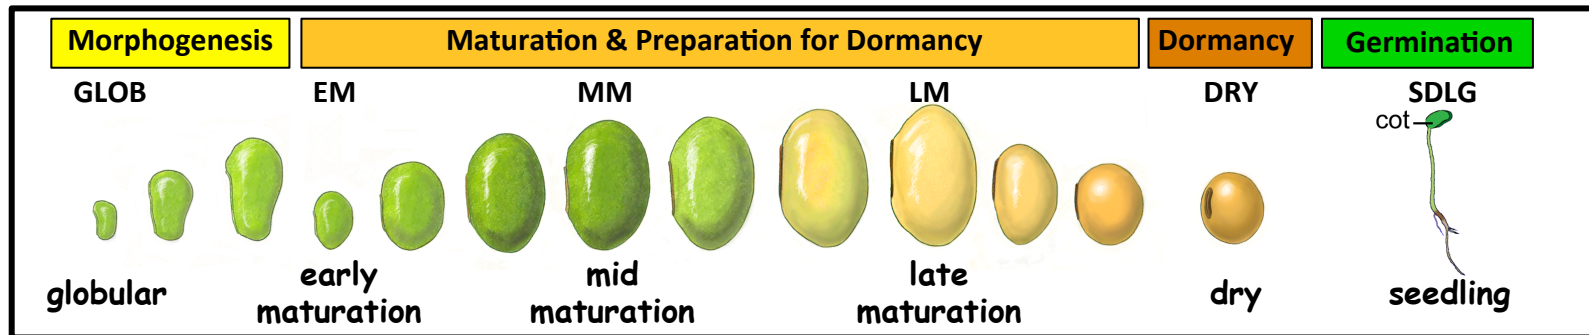 Morphogenesis
Maturation & Preparation for Dormancy
Dormancy
Germination
GLOB
EM
MM
LM
DRY
SDLG
cot
globular
early
maturation
mid
maturation
late
maturation
dry
seedling